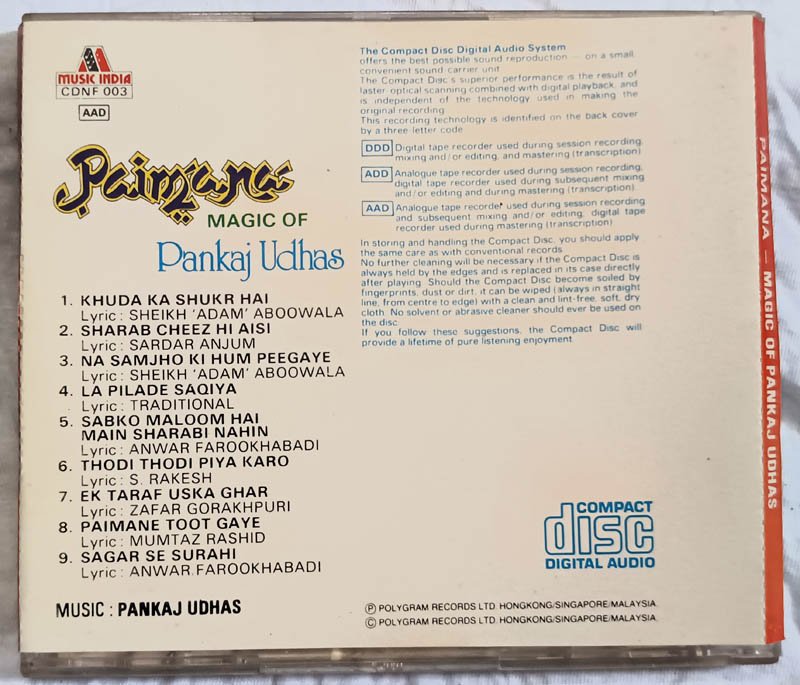 MUSIC INDIA
CDNF 003
AAD
Paimana
MAGIC OF
Pankaj Udhas
1. KHUDA KA SHUKR HAI
Lyric: SHEIKH 'ADAM' ABOOWALA
2. SHARAB CHEEZ HI AISI
Lyric: SARDAR ANJUM
3. NA SAMJHO KI HUM PEEGAYE
Lyric: SHEIKH 'ADAM' ABOOWALA
4. LA PILADE SAQIYA
Lyric: TRADITIONAL
5. SABKO MALOOM HAI
MAIN SHARABI NAHIN
Lyric: ANWAR FAROOKHABADI
6. THODI THODI PIYA KARO
Lyric: S. RAKESH
7. EK TARAF USKA GHAR
Lyric: ZAFAR GORAKHPURI
8. PAIMANE TOOT GAYE
Lyric: MUMTAZ RASHID
9. SAGAR SE SURAHI
Lyric: ANWAR FAROOKHABADI
MUSIC: PANKAJ UDHAS
The Compact Disc Digital Audio System
offers the best possible sound reproduction — on a small,
convenient sound carrier unit
The Compact Disc's superior performance is the result of
laster optical scanning combined with digital playback, and
is independent of the technology used in making the
original recording
This recording technology is identified on the back cover
by a three letter code
DDD Digital tape recorder used during session recording,
mixing and/or editing, and mastering (transcription)
ADD Analogue tape recorder used during session recording,
digital tape recorder used during subsequent mixing
and/or editing and during mastering (transcription).
AAD Analogue tape recorder used during session recording
and subsequent mixing and/or editing, digital tape
recorder used during mastering (transcription)
In storing and handling the Compact Disc, you should apply
the same care as with conventional records
No further cleaning will be necessary if the Compact Disc is
always held by the edges and is replaced in its case directly
after playing. Should the Compact Disc become soiled by
fingerprints, dust or dirt, it can be wiped (always in straight
line, from centre to edge) with a clean and lint-free, soft, dry
cloth. No solvent or abrasive cleaner should ever be used on
the disc
If you follow these suggestions, the Compact Disc will
provide a lifetime of pure listening enjoyment
COMPACT
disc
DIGITAL AUDIO
Ⓟ POLYGRAM RECORDS LTD. HONGKONG/SINGAPORE/MALAYSIA.
© POLYGRAM RECORDS LTD. HONGKONG/SINGAPORE/MALAYSIA.
PAIMANA — MAGIC OF PANKAJ UDHAS